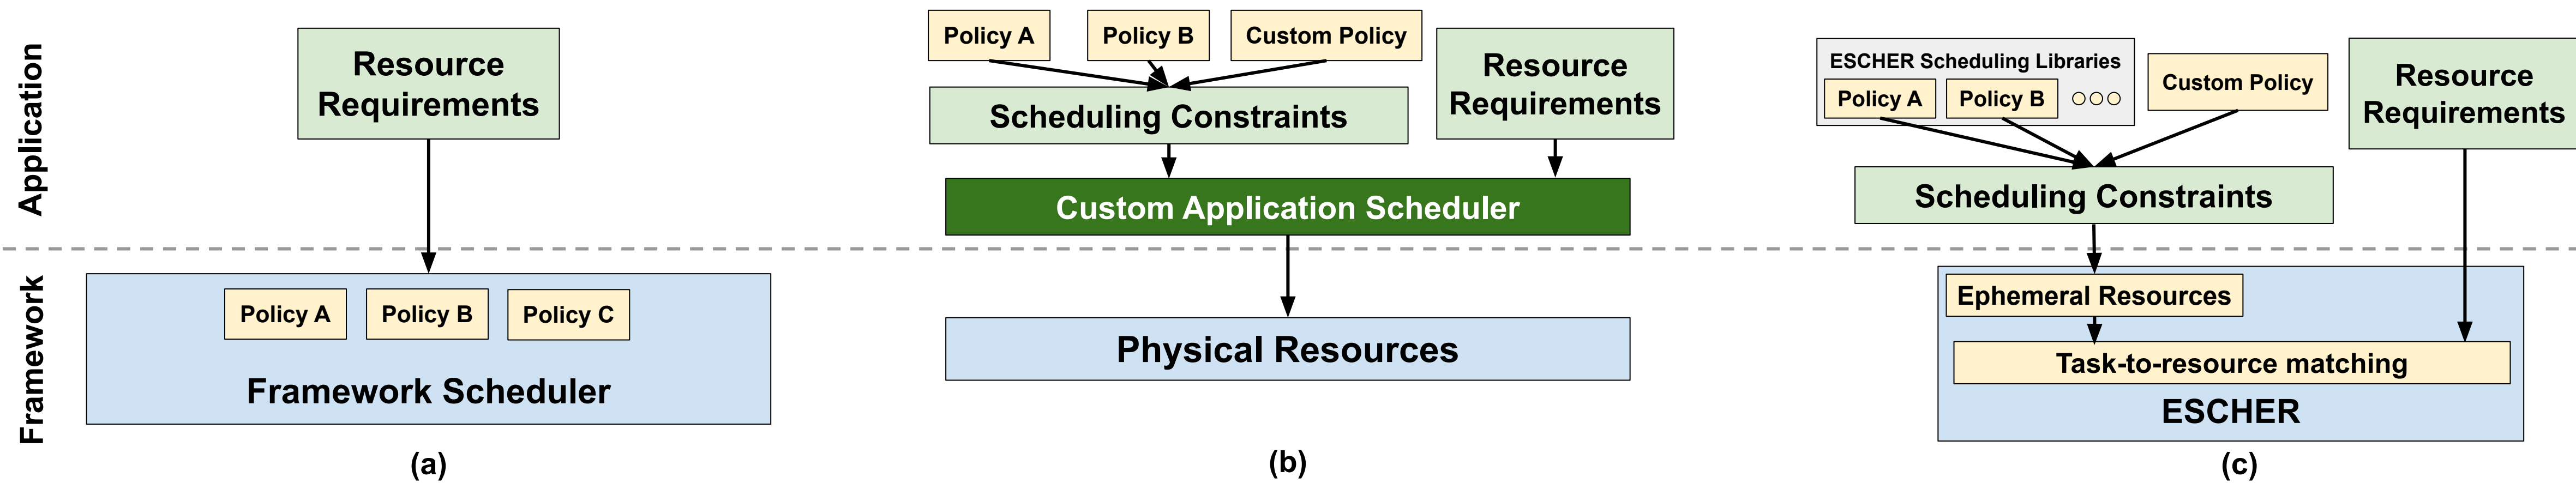 Application
Framework
Resource
Requirements
Policy A
Policy B
Policy C
Framework Scheduler
(a)
Policy A
Policy B
Custom Policy
Resource
Requirements
Scheduling Constraints
Custom Application Scheduler
Physical Resources
(b)
ESCHER Scheduling Libraries
Policy A
Policy B
Custom Policy
Resource
Requirements
Scheduling Constraints
Ephemeral Resources
Task-to-resource matching
ESCHER
(c)